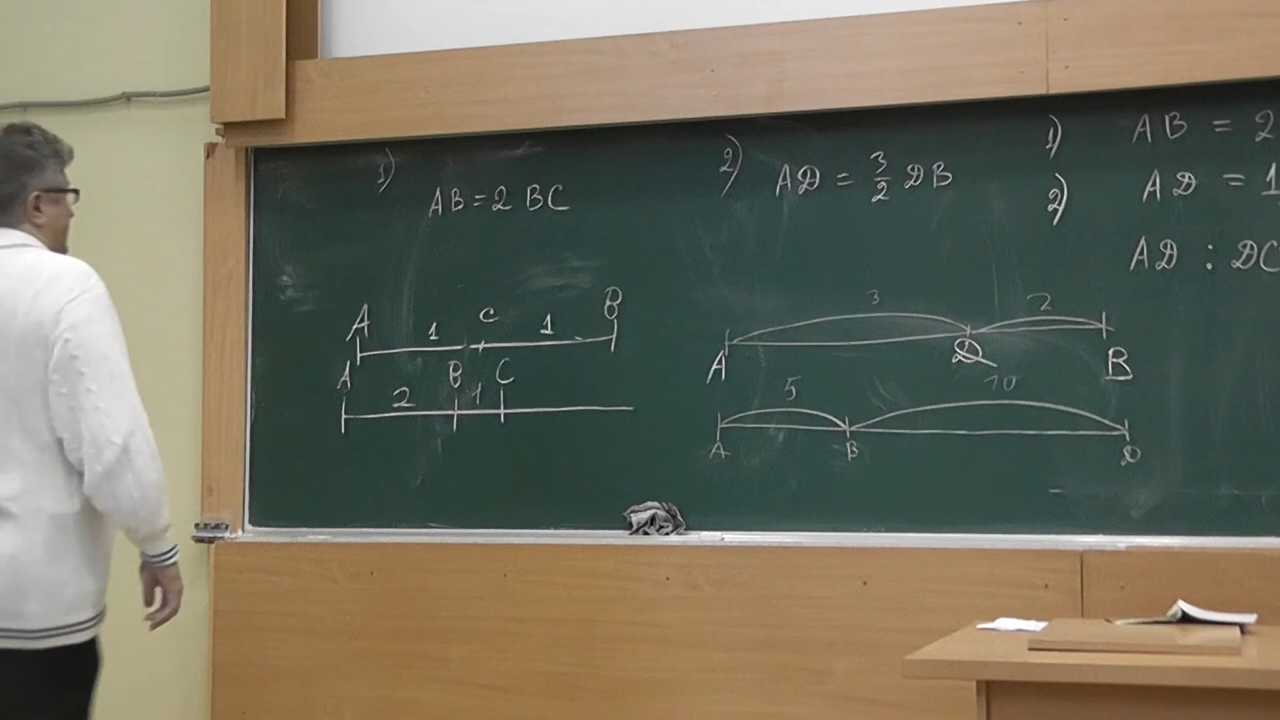 1)
AB = 2 BC
A 1 C 1 B
A 2 B 1 C
2) AD = 3/2 DB
3 2
A D B
5 10
A B D
1) AB = 2
2) AD = 1
AD : DC